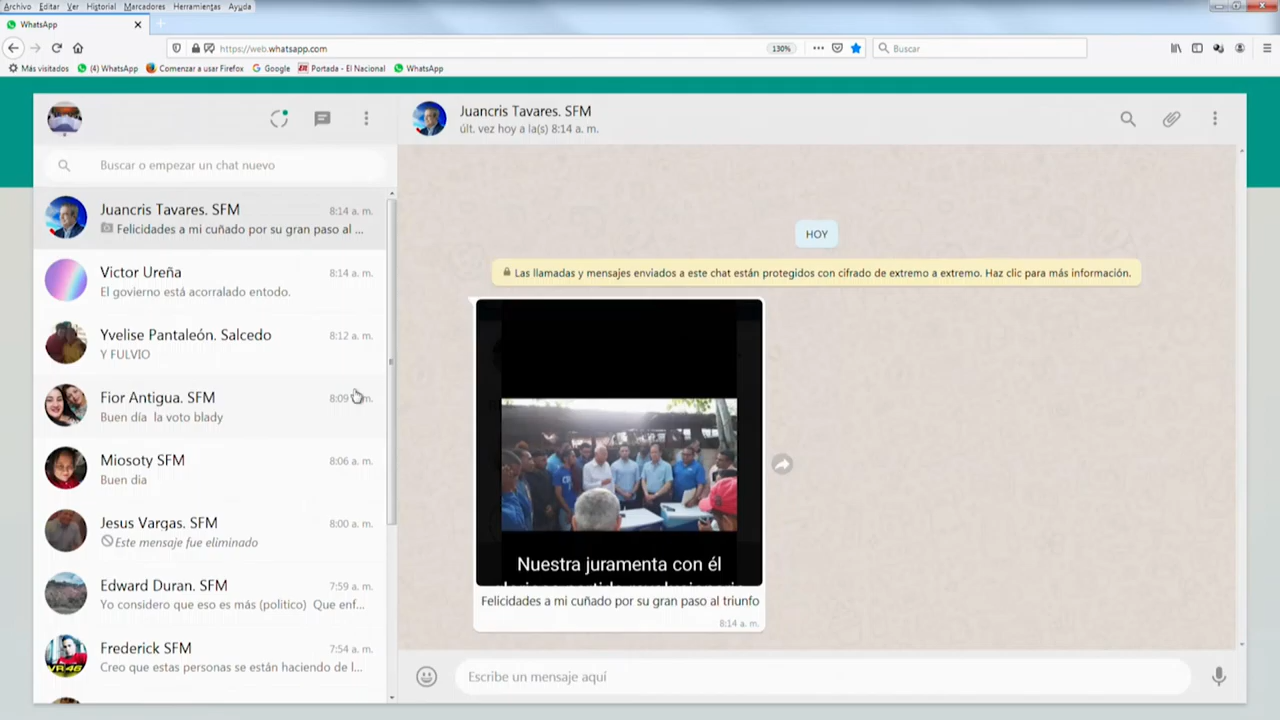 Archivo Editar Ver Historial Marcadores Herramientas Ayuda
WhatsApp
https://web.whatsapp.com
130%
Buscar
Más visitados
(4) WhatsApp
Comenzar a usar Firefox
Google
Portada - El Nacional
WhatsApp
Buscar o empezar un chat nuevo
Juancris Tavares. SFM 8:14 a. m.
Felicidades a mi cuñado por su gran paso al ...
Victor Ureña 8:14 a. m.
El govierno está acorralado entodo.
Yvelise Pantaleón. Salcedo 8:12 a. m.
Y FULVIO
Fior Antigua. SFM 8:09 m.
Buen día la voto blady
Miosoty SFM 8:06 a. m.
Buen dia
Jesus Vargas. SFM 8:00 a. m.
Este mensaje fue eliminado
Edward Duran. SFM 7:59 a. m.
Yo considero que eso es más (politico) Que enf...
Frederick SFM 7:54 a. m.
Creo que estas personas se están haciendo de l...
VR46
Juancris Tavares. SFM
últ. vez hoy a la(s) 8:14 a. m.
HOY
Las llamadas y mensajes enviados a este chat están protegidos con cifrado de extremo a extremo. Haz clic para más información.
Nuestra juramenta con él
Felicidades a mi cuñado por su gran paso al triunfo
8:14 a. m.
Escribe un mensaje aquí